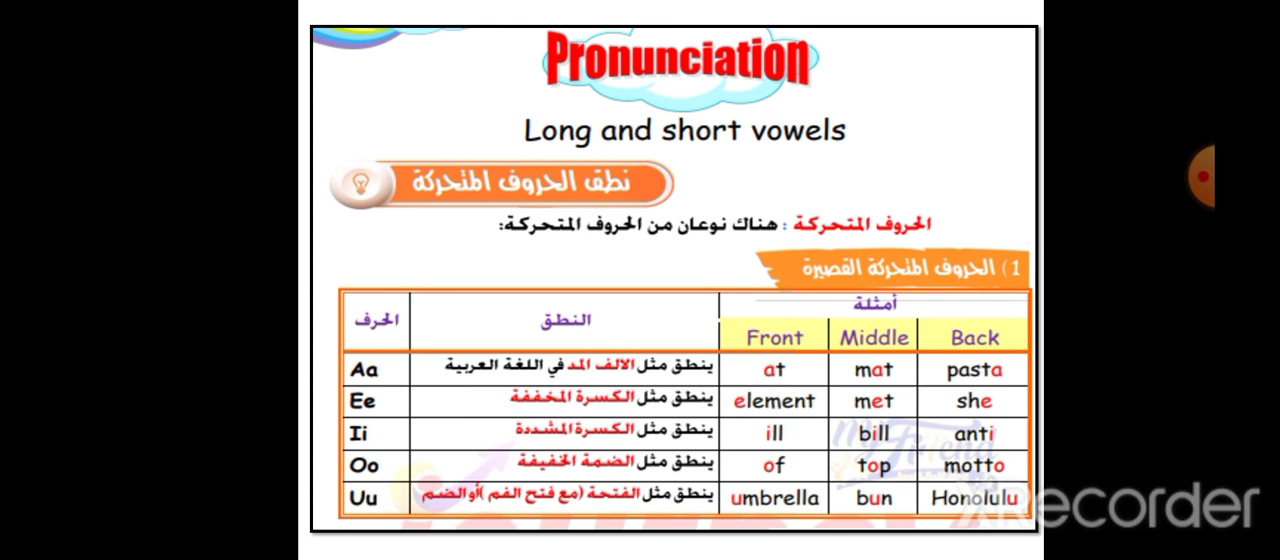 Pronunciation
Long and short vowels
نطق الحروف المتحركة
الحروف المتحركة : هناك نوعان من الحروف المتحركة:
1) الحروف المتحركة القصيرة
الحرف النطق أمثلة
Front Middle Back
Aa ينطق مثل الالف المد في اللغة العربية at mat pasta
Ee ينطق مثل الكسرة المخففة element met she
Ii ينطق مثل الكسرة المشددة ill bill anti
Oo ينطق مثل الضمة الخفيفة of top motto
Uu ينطق مثل الفتحة (مع فتح الفم )أو الضم umbrella bun Honolulu
My Friend
Recorder